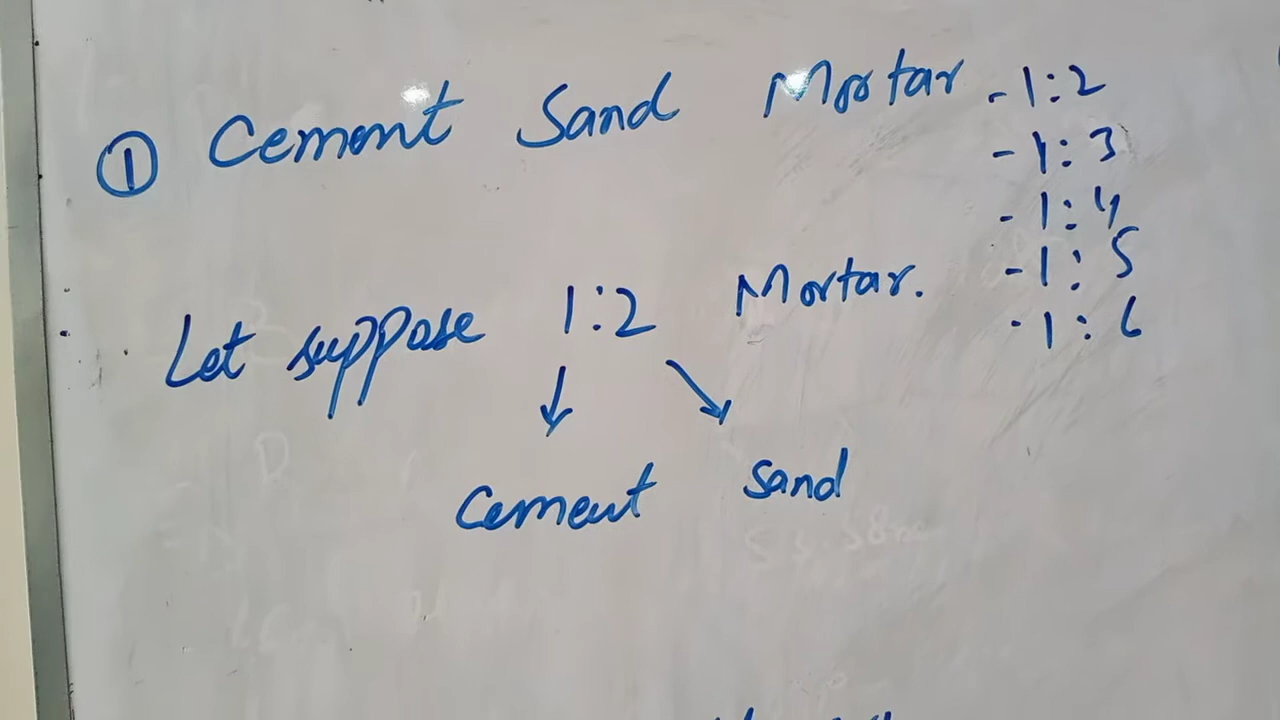 ① Cement Sand Mortar - 1:2
- 1:3
- 1:4
- 1:5
- 1:6
Let suppose 1:2 Mortar.
↓ ↘
Cement Sand